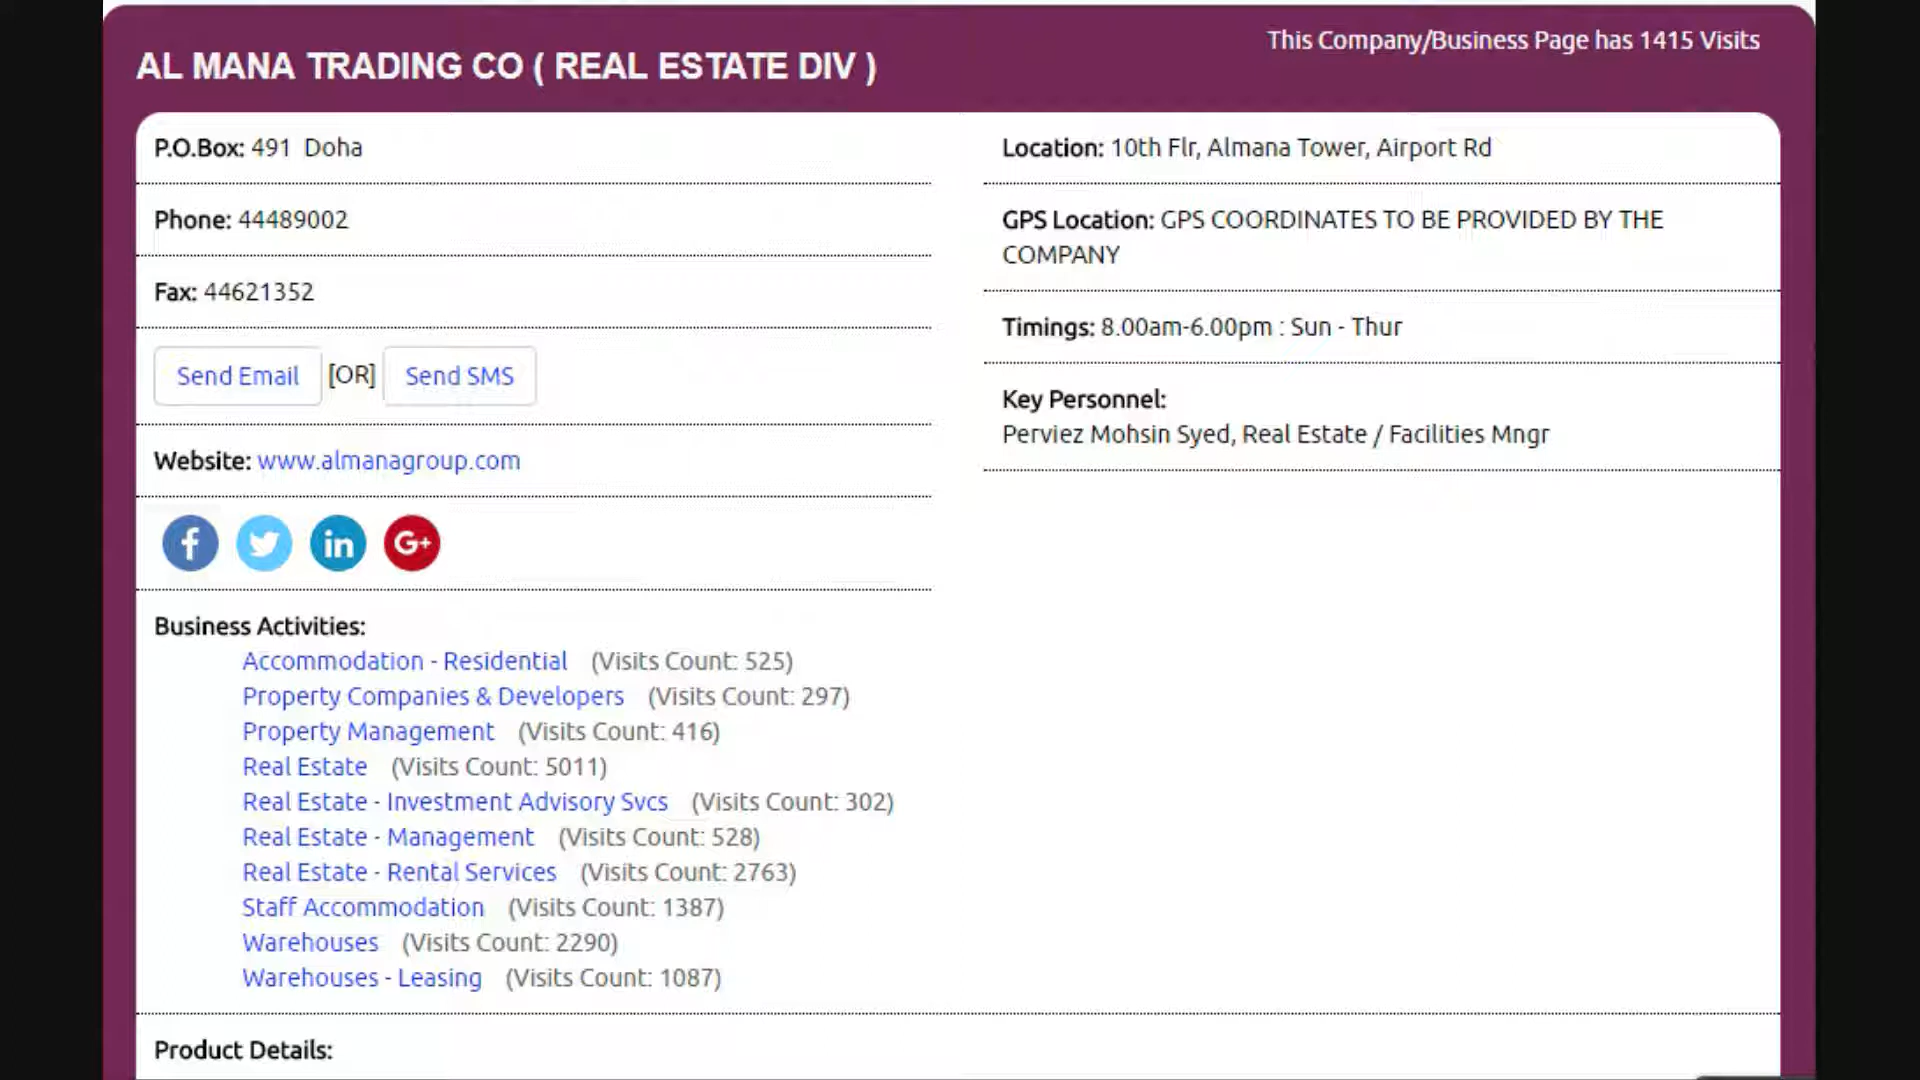 This Company/Business Page has 1415 Visits
AL MANA TRADING CO ( REAL ESTATE DIV )
P.O.Box: 491 Doha
Phone: 44489002
Fax: 44621352
Send Email [OR] Send SMS
Website: www.almanagroup.com
f
in
G+
Business Activities:
Accommodation - Residential (Visits Count: 525)
Property Companies & Developers (Visits Count: 297)
Property Management (Visits Count: 416)
Real Estate (Visits Count: 5011)
Real Estate - Investment Advisory Svcs (Visits Count: 302)
Real Estate - Management (Visits Count: 528)
Real Estate - Rental Services (Visits Count: 2763)
Staff Accommodation (Visits Count: 1387)
Warehouses (Visits Count: 2290)
Warehouses - Leasing (Visits Count: 1087)
Location: 10th Flr, Almana Tower, Airport Rd
GPS Location: GPS COORDINATES TO BE PROVIDED BY THE
COMPANY
Timings: 8.00am-6.00pm : Sun - Thur
Key Personnel:
Perviez Mohsin Syed, Real Estate / Facilities Mngr
Product Details: